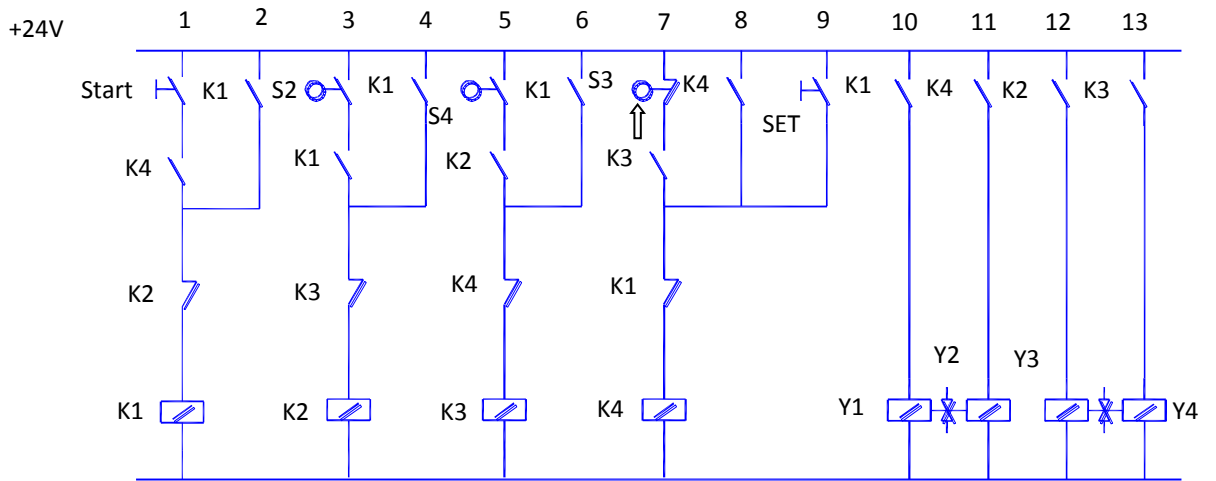 1 2 3 4 5 6 7 8 9 10 11 12 13
+24V
Start K1 S2 K1 K1 S3 K4 K1 K4 K2 K3
S4 SET
K4 K1 K2 K3
K2 K3 K4 K1
Y2 Y3
K1 K2 K3 K4 Y1 Y4